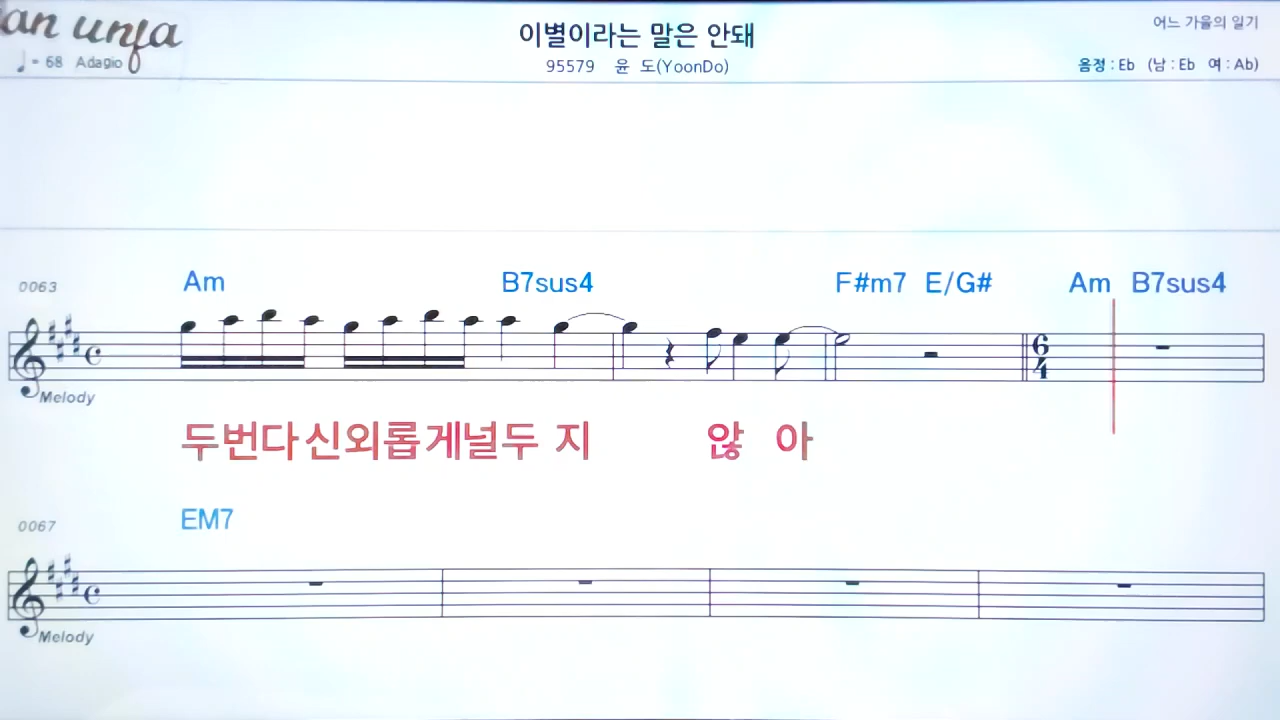 an unfa
이별이라는 말은 안돼
어느 가을의 일기
♩= 68 Adagio
95579 윤 도(YoonDo)
음정 : Eb (남 : Eb 여 : Ab)
0063
Am B7sus4 F#m7 E/G# Am B7sus4
6
4
Melody
두번다신외롭게널두 지 않 아
0067
EM7
Melody